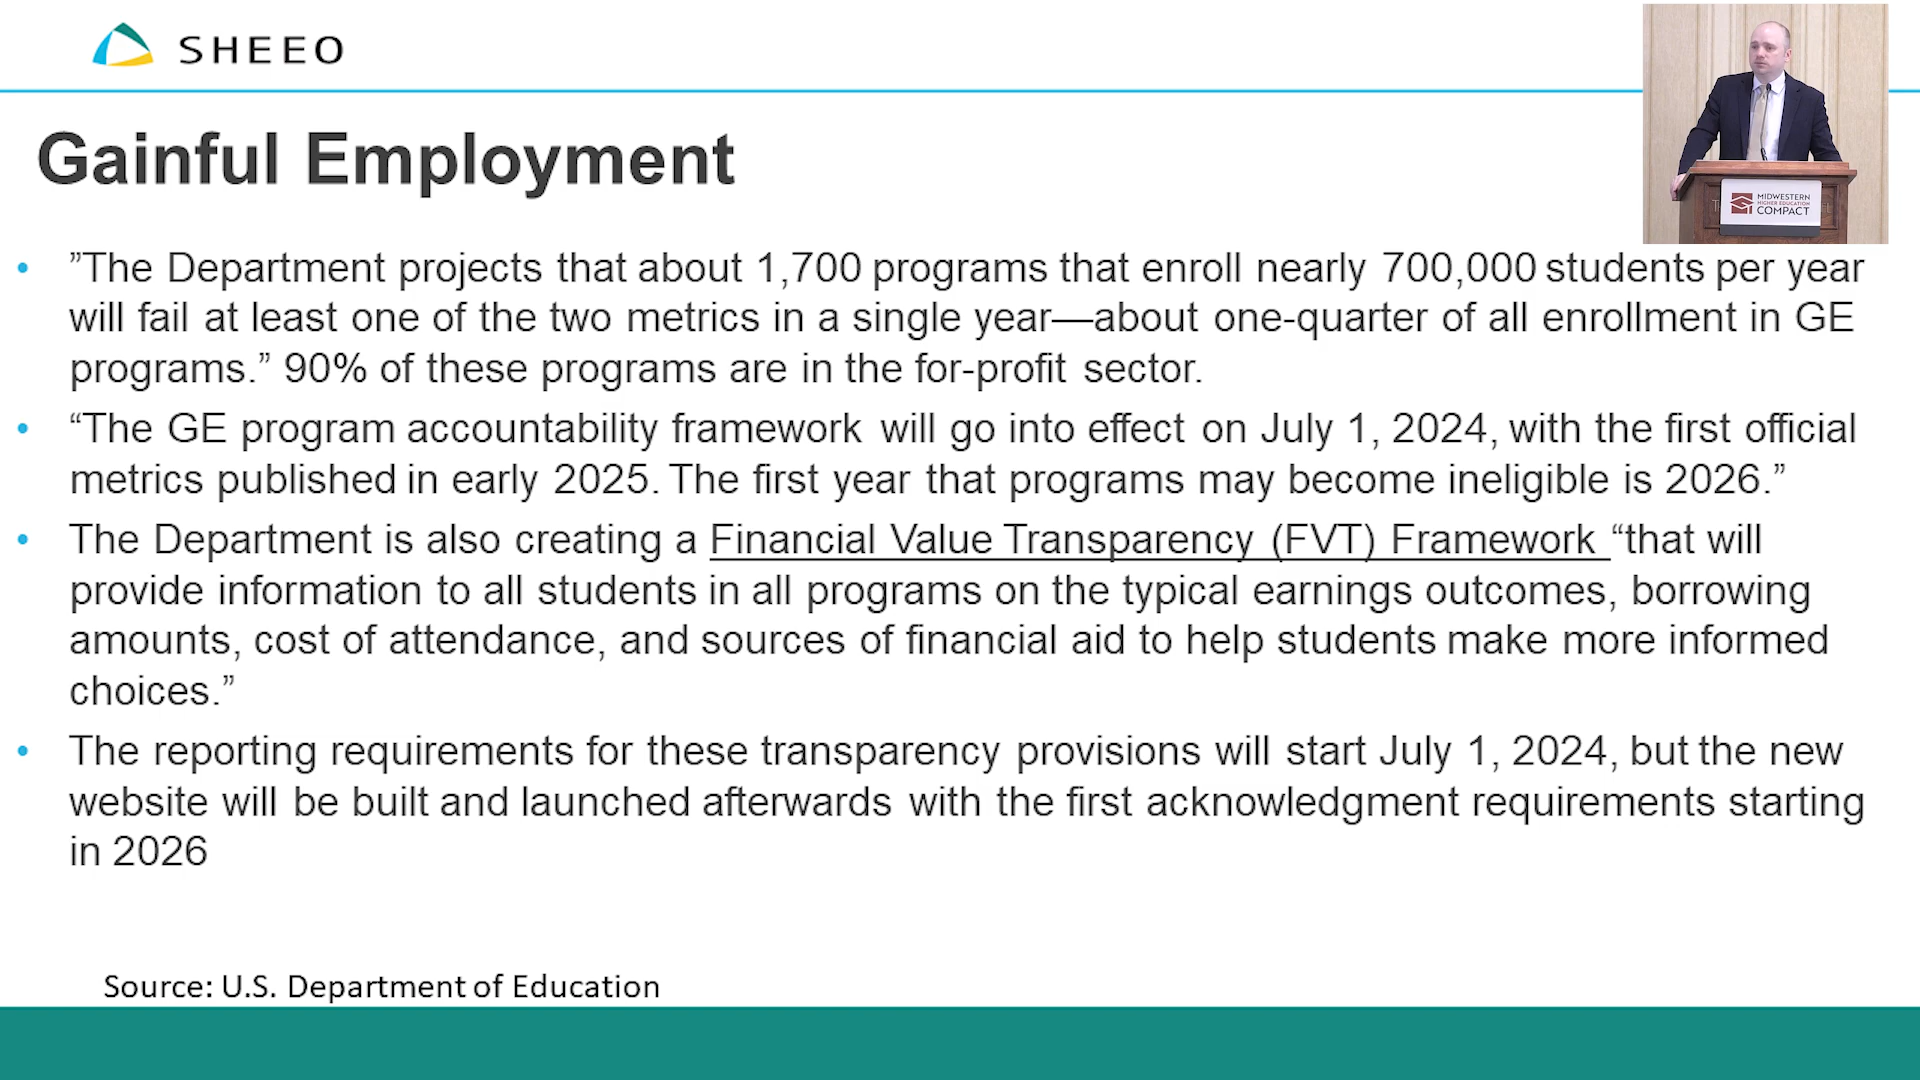 SHEEO
Gainful Employment
MIDWESTERN
HIGHER EDUCATION
COMPACT
• ”The Department projects that about 1,700 programs that enroll nearly 700,000 students per year
will fail at least one of the two metrics in a single year—about one-quarter of all enrollment in GE
programs.” 90% of these programs are in the for-profit sector.
• “The GE program accountability framework will go into effect on July 1, 2024, with the first official
metrics published in early 2025. The first year that programs may become ineligible is 2026.”
• The Department is also creating a Financial Value Transparency (FVT) Framework “that will
provide information to all students in all programs on the typical earnings outcomes, borrowing
amounts, cost of attendance, and sources of financial aid to help students make more informed
choices.”
• The reporting requirements for these transparency provisions will start July 1, 2024, but the new
website will be built and launched afterwards with the first acknowledgment requirements starting
in 2026
Source: U.S. Department of Education